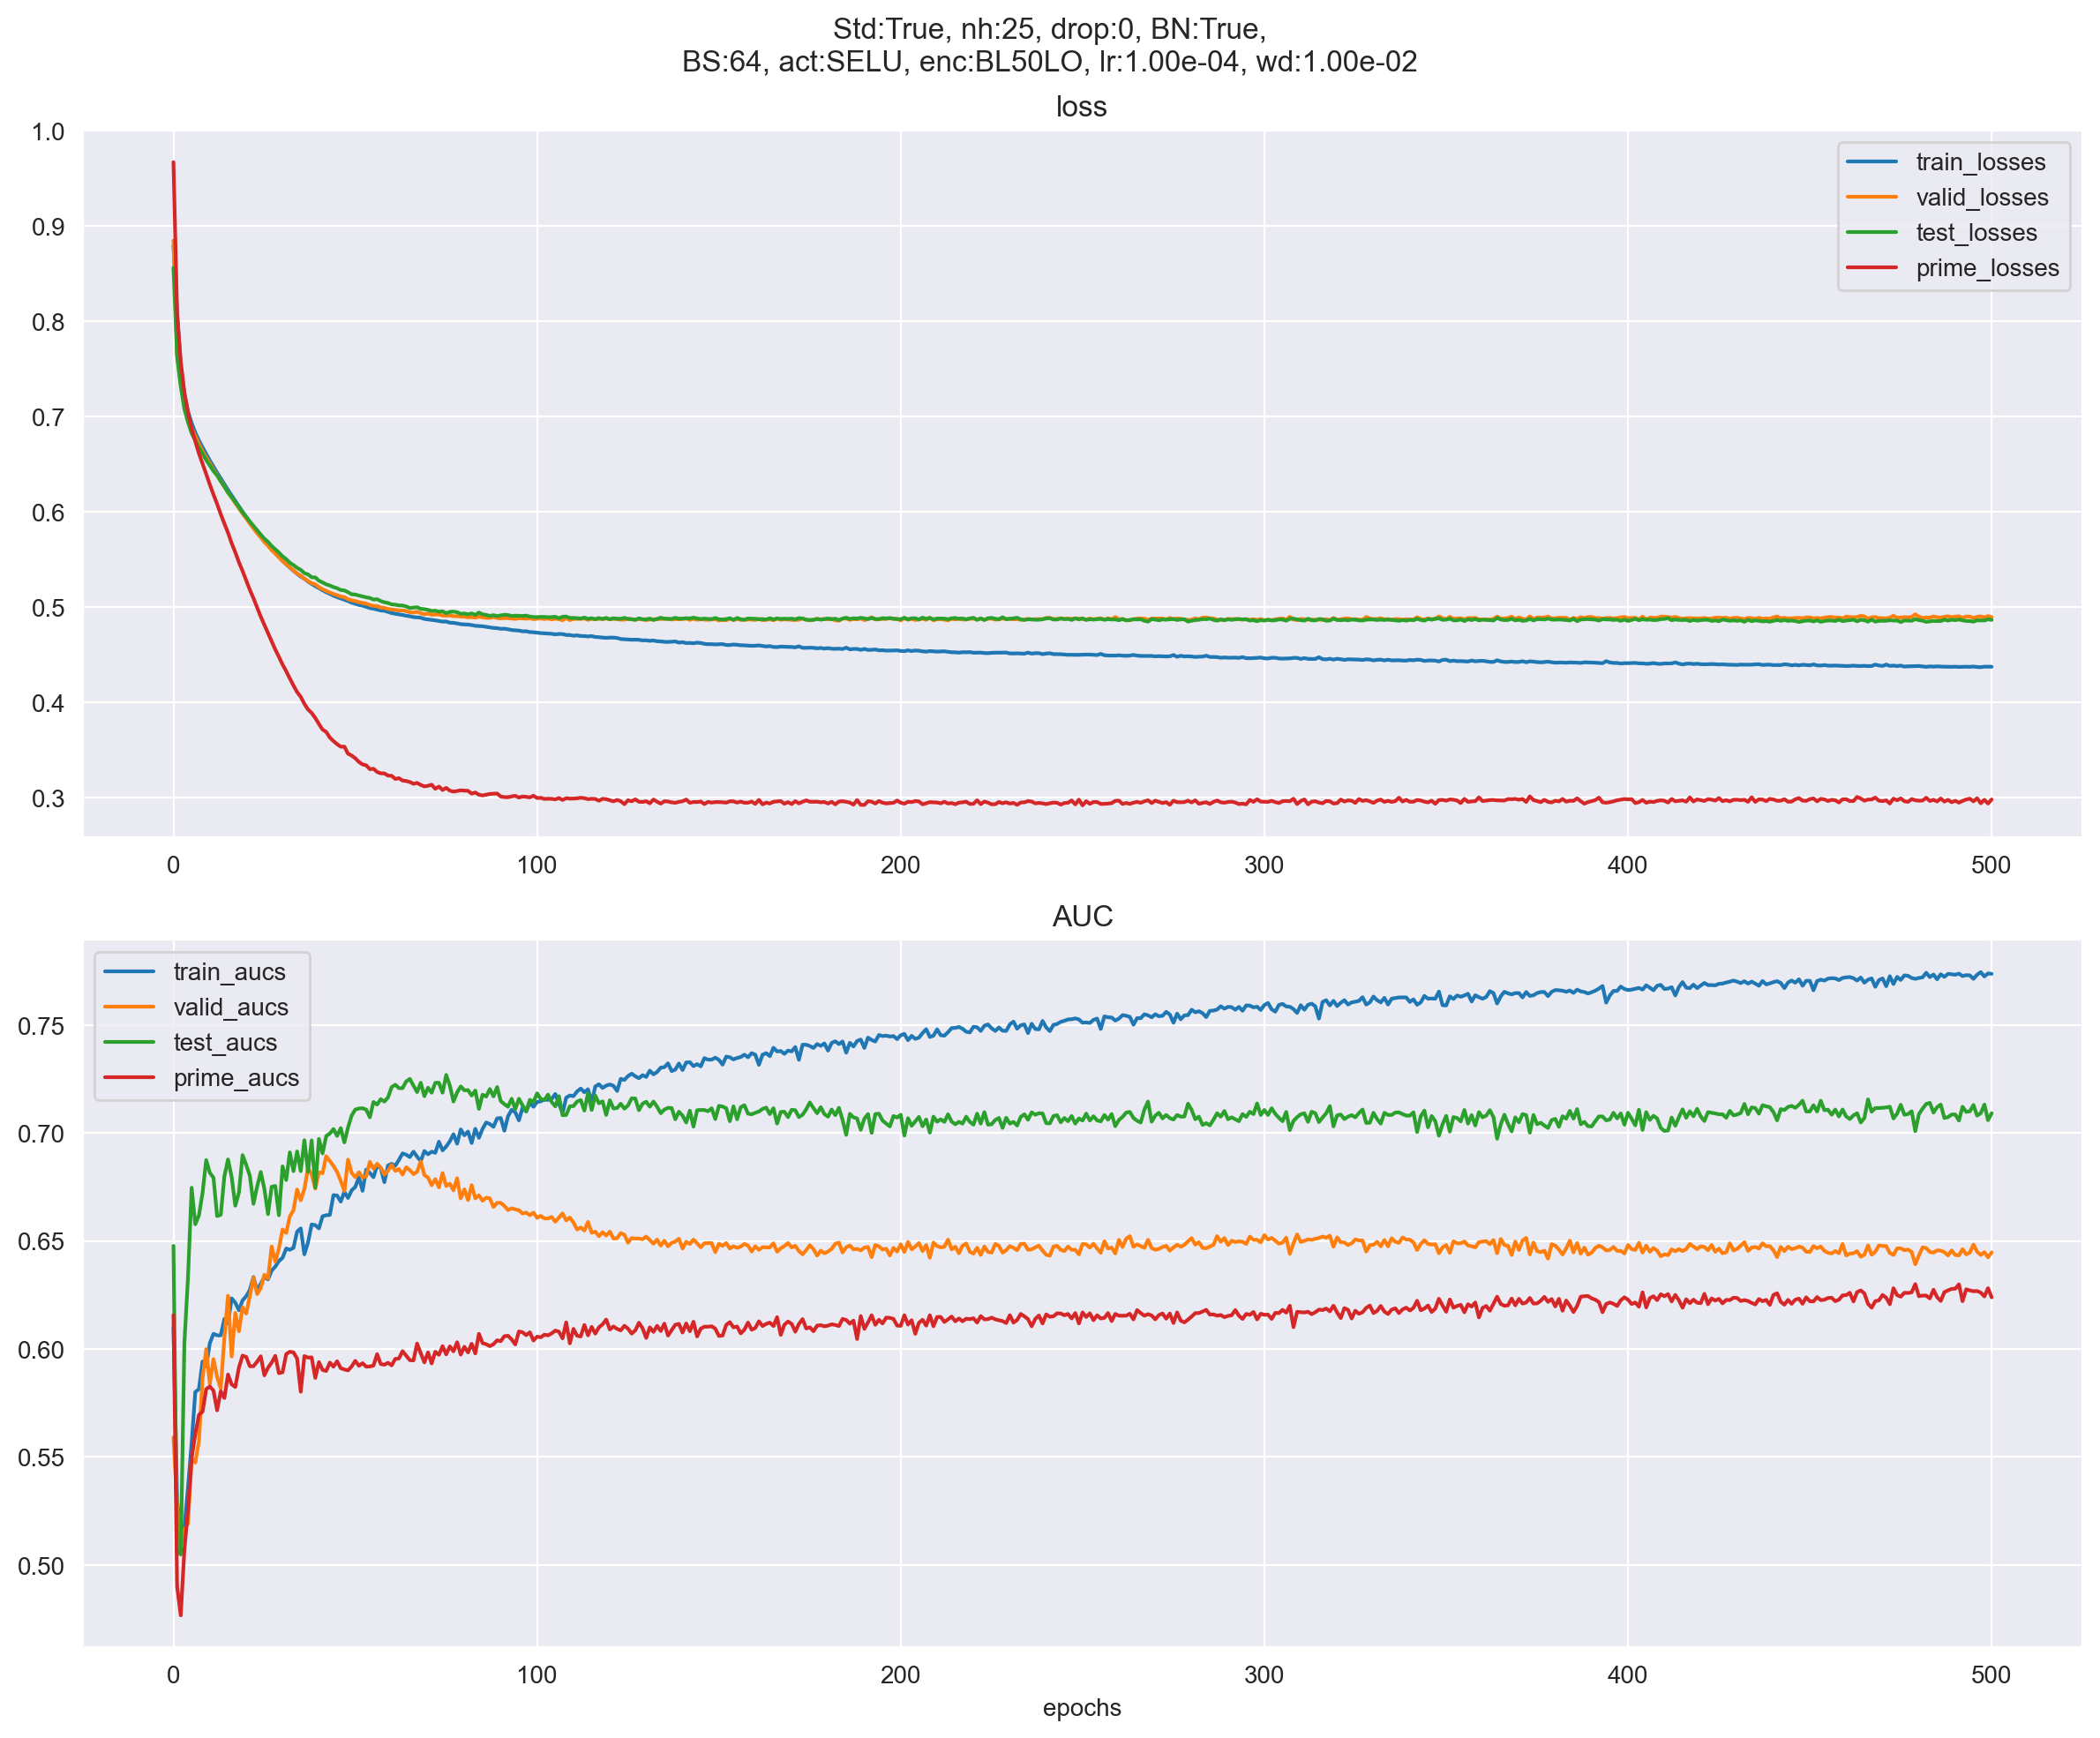 Std:True, nh:25, drop:0, BN:True,
BS:64, act:SELU, enc:BL50LO, lr:1.00e-04, wd:1.00e-02
loss
1.0
0.9
0.8
0.7
0.6
0.5
0.4
0.3
train_losses
valid_losses
test_losses
prime_losses
0 100 200 300 400 500
AUC
train_aucs
valid_aucs
test_aucs
prime_aucs
0.75
0.70
0.65
0.60
0.55
0.50
0 100 200 300 400 500
epochs